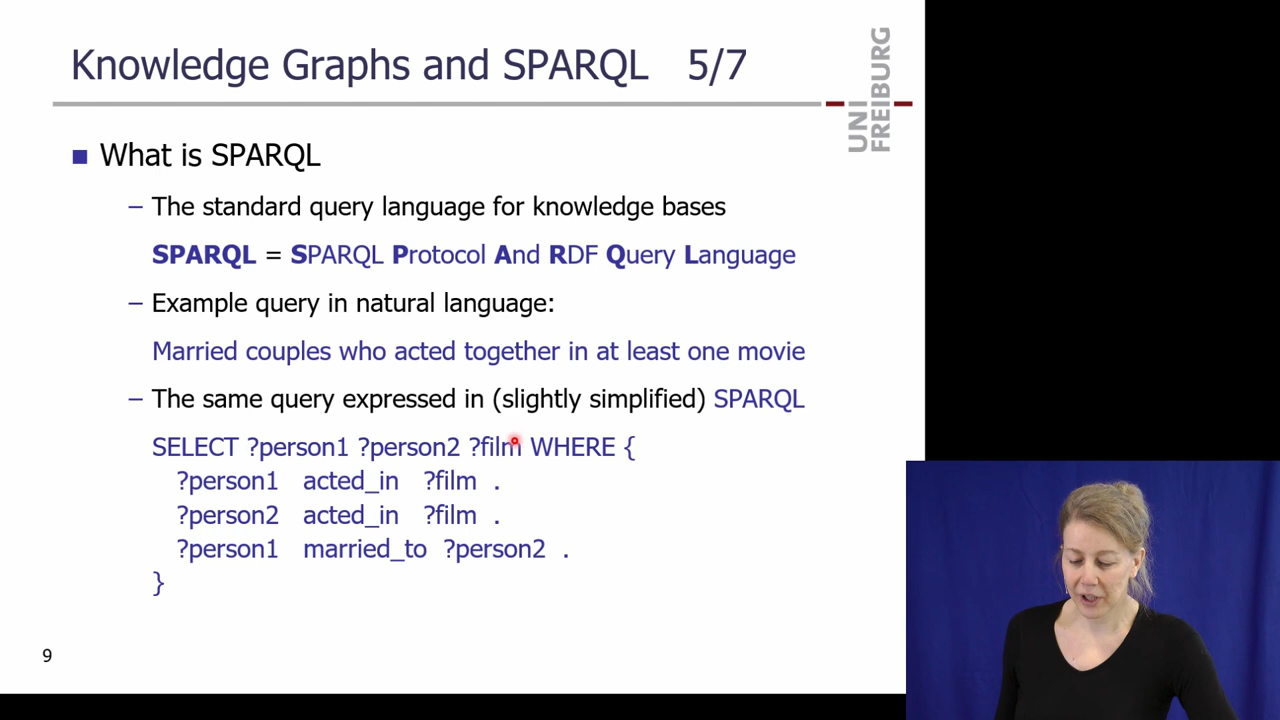 Knowledge Graphs and SPARQL 5/7
UNI
FREIBURG
What is SPARQL
– The standard query language for knowledge bases
SPARQL = SPARQL Protocol And RDF Query Language
– Example query in natural language:
Married couples who acted together in at least one movie
– The same query expressed in (slightly simplified) SPARQL
SELECT ?person1 ?person2 ?film WHERE {
?person1 acted_in ?film .
?person2 acted_in ?film .
?person1 married_to ?person2 .
}
9